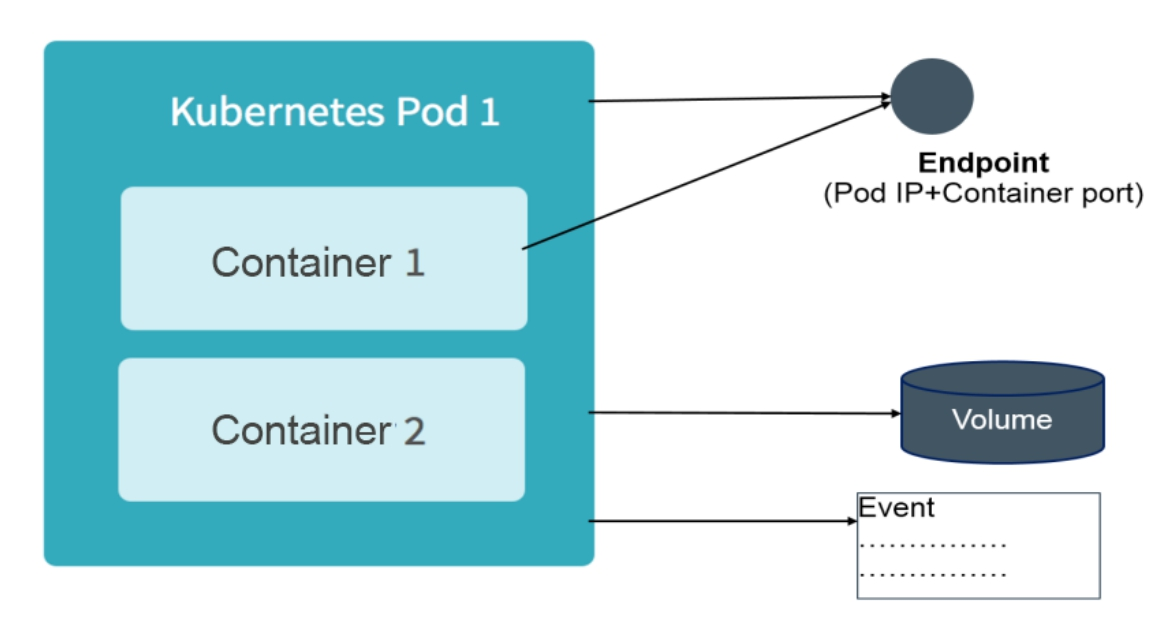 Kubernetes Pod 1
Container 1
Container 2
Endpoint
(Pod IP+Container port)
Volume
Event
...............
...............